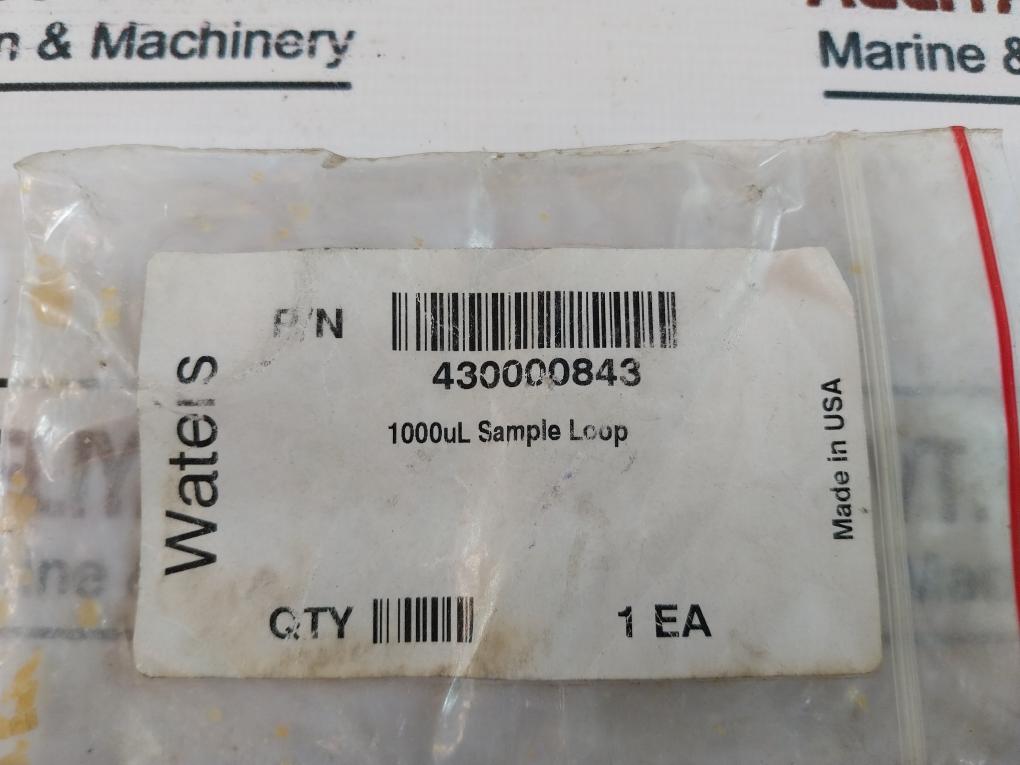 & Machinery
Marine &
P/N
430000843
1000uL Sample Loop
Waters
Made in USA
QTY
1 EA